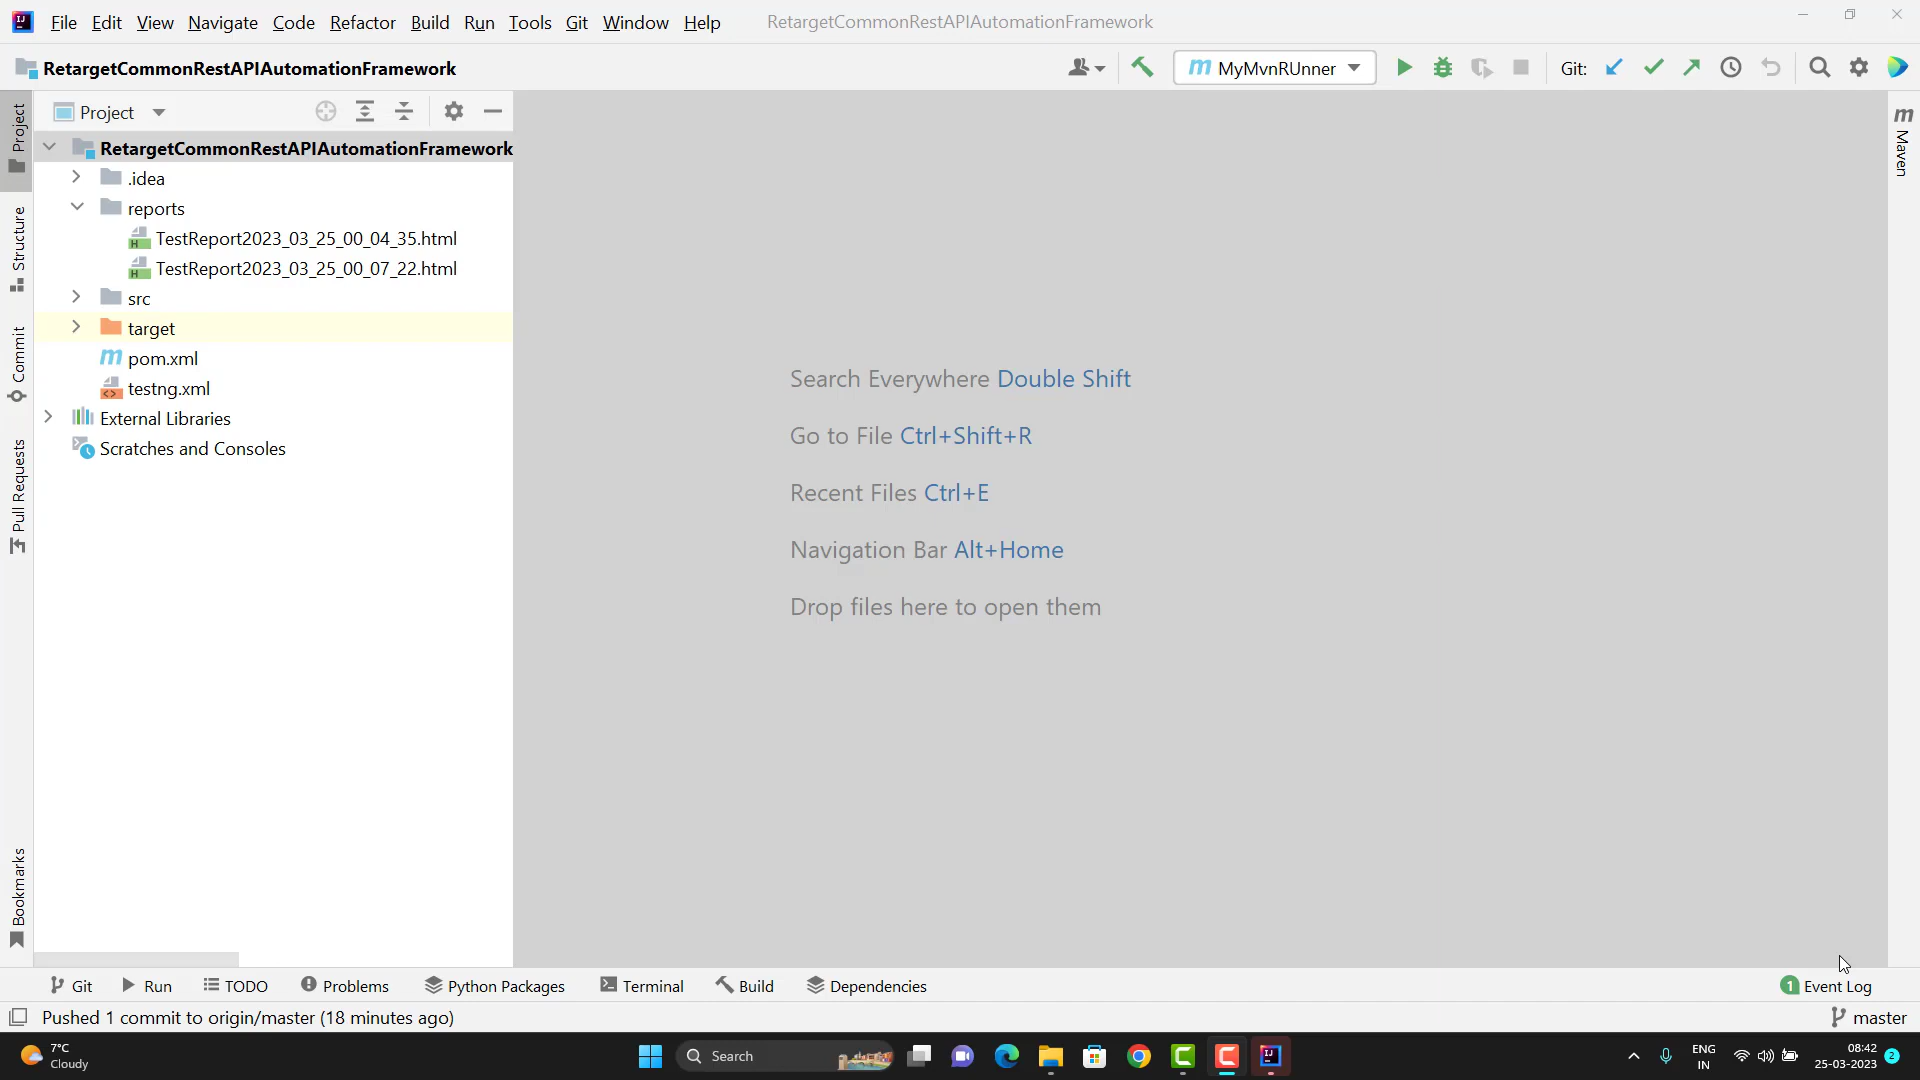 File Edit View Navigate Code Refactor Build Run Tools Git Window Help RetargetCommonRestAPIAutomationFramework
RetargetCommonRestAPIAutomationFramework MyMvnRUnner Git:
Project
RetargetCommonRestAPIAutomationFramework
.idea
reports
TestReport2023_03_25_00_04_35.html
TestReport2023_03_25_00_07_22.html
src
target
pom.xml
testng.xml
External Libraries
Scratches and Consoles
Project
Structure
Commit
Pull Requests
Bookmarks
Search Everywhere Double Shift
Go to File Ctrl+Shift+R
Recent Files Ctrl+E
Navigation Bar Alt+Home
Drop files here to open them
Maven
Git Run TODO Problems Python Packages Terminal Build Dependencies 1 Event Log
Pushed 1 commit to origin/master (18 minutes ago) master
7°C
Cloudy
Search
ENG
IN
08:42
25-03-2023
2